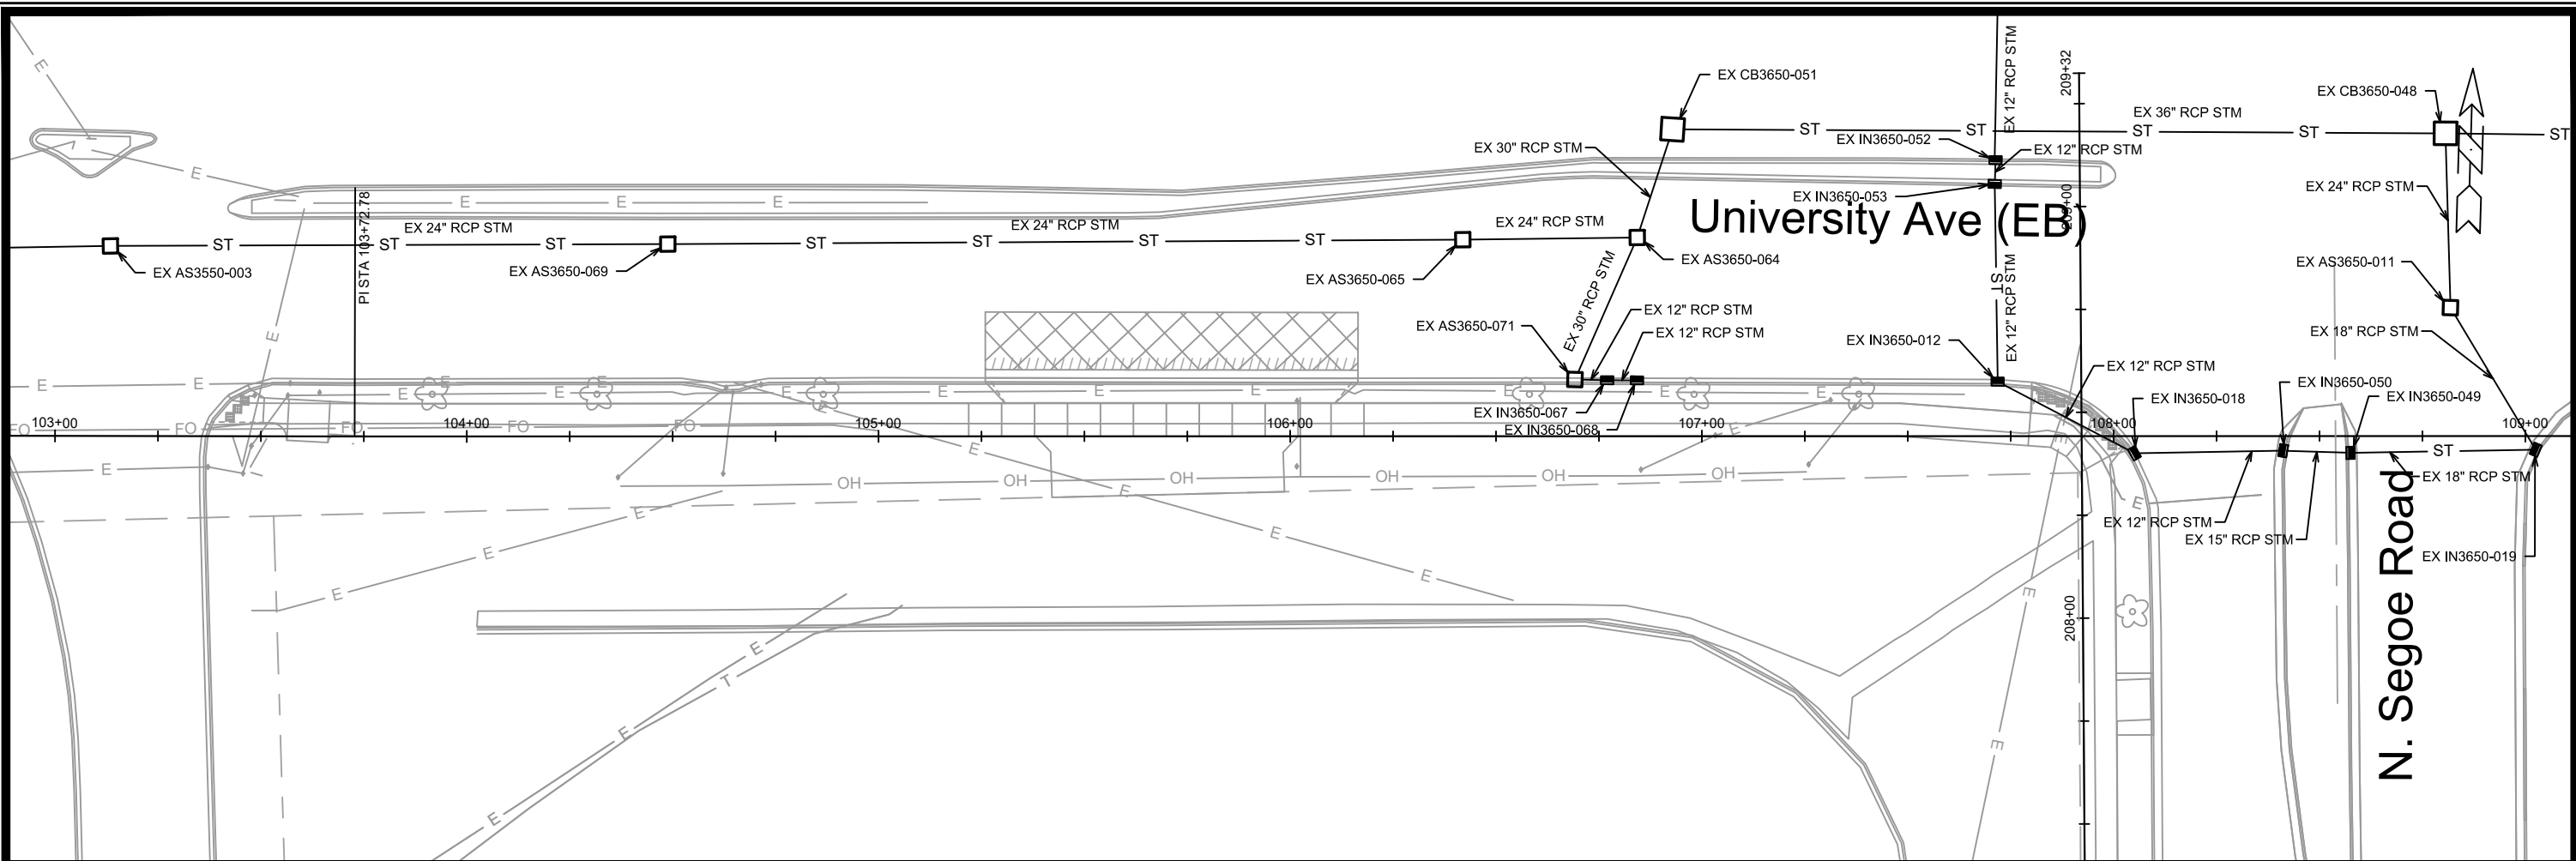 E
EX CB3650-051
EX 12" RCP STM
209+32
EX CB3650-048
EX 36" RCP STM
ST
ST
ST
ST
ST
EX IN3650-052
EX 30" RCP STM
EX 12" RCP STM
E
EX IN3650-053
EX 24" RCP STM
PI STA 103+72.78
E
E
E
209+00
University Ave (EB)
EX 24" RCP STM
EX 24" RCP STM
EX 24" RCP STM
ST
ST
ST
ST
ST
ST
ST
EX AS3550-003
EX AS3650-069
EX AS3650-065
EX AS3650-064
EX AS3650-011
ST
EX 12" RCP STM
EX 30" RCP STM
E
EX AS3650-071
EX 12" RCP STM
EX 12" RCP STM
EX IN3650-012
EX 18" RCP STM
EX 12" RCP STM
E
E
E
E
E
E
E
E
E
E
E
E
E
E
EX IN3650-050
EX IN3650-018
EX IN3650-049
EX IN3650-067
EX IN3650-068
103+00
104+00
105+00
106+00
107+00
108+00
109+00
FO
FO
FO
FO
FO
E
E
E
E
ST
EX 18" RCP STM
OH
OH
OH
OH
OH
OH
E
E
E
EX 12" RCP STM
EX 15" RCP STM
EX IN3650-019
E
E
E
E
E
208+00
N. Segoe Road
E
T
E
E
E